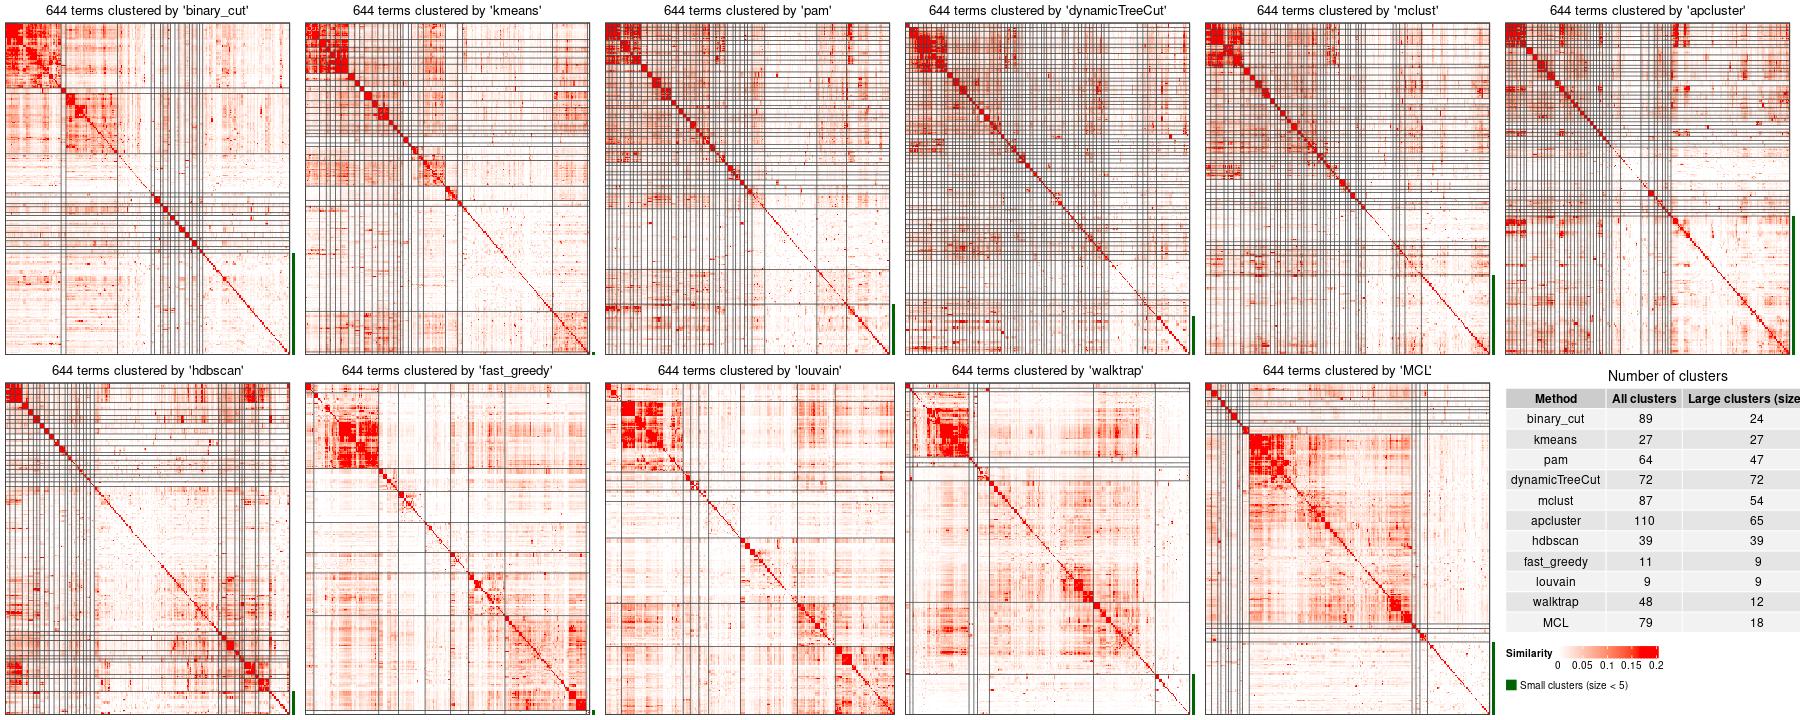 644 terms clustered by 'binary_cut'
644 terms clustered by 'kmeans'
644 terms clustered by 'pam'
644 terms clustered by 'dynamicTreeCut'
644 terms clustered by 'mclust'
644 terms clustered by 'apcluster'
644 terms clustered by 'hdbscan'
644 terms clustered by 'fast_greedy'
644 terms clustered by 'louvain'
644 terms clustered by 'walktrap'
644 terms clustered by 'MCL'
Number of clusters
Method All clusters Large clusters (size
binary_cut 89 24
kmeans 27 27
pam 64 47
dynamicTreeCut 72 72
mclust 87 54
apcluster 110 65
hdbscan 39 39
fast_greedy 11 9
louvain 9 9
walktrap 48 12
MCL 79 18
Similarity
0 0.05 0.1 0.15 0.2
Small clusters (size < 5)